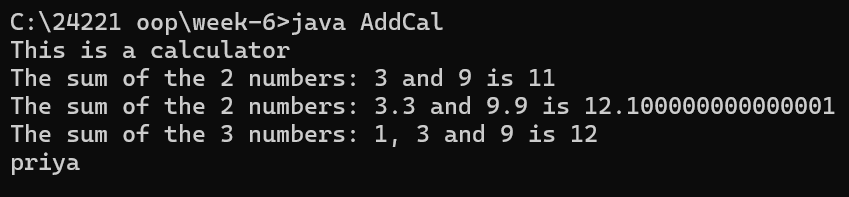 C:\24221 oop\week-6>java AddCal
This is a calculator
The sum of the 2 numbers: 3 and 9 is 11
The sum of the 2 numbers: 3.3 and 9.9 is 12.100000000000001
The sum of the 3 numbers: 1, 3 and 9 is 12
priya